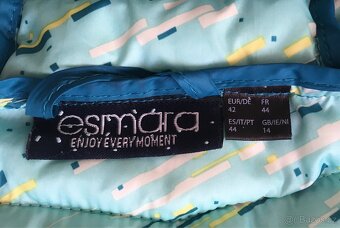 esmara
ENJOY EVERY MOMENT
EUR/DE
42
FR
44
ES/IT/PT
44
GB/IE/NI
14